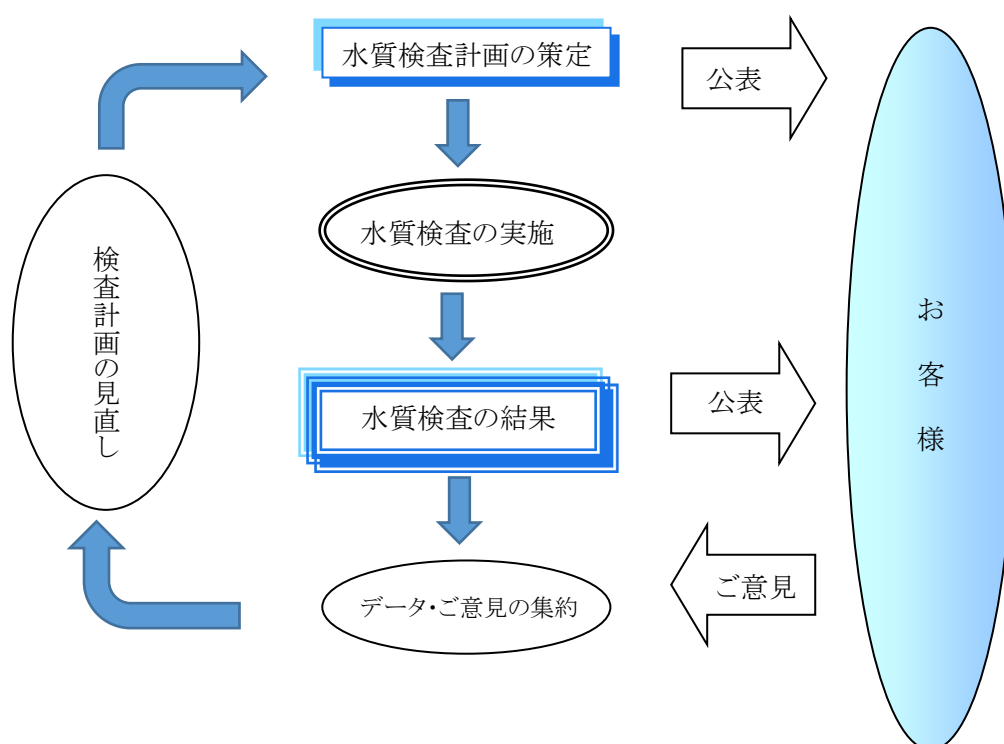 水質検査計画の策定
公表
水質検査の実施
検査計画の見直し
お客様
水質検査の結果
公表
ご意見
データ・ご意見の集約